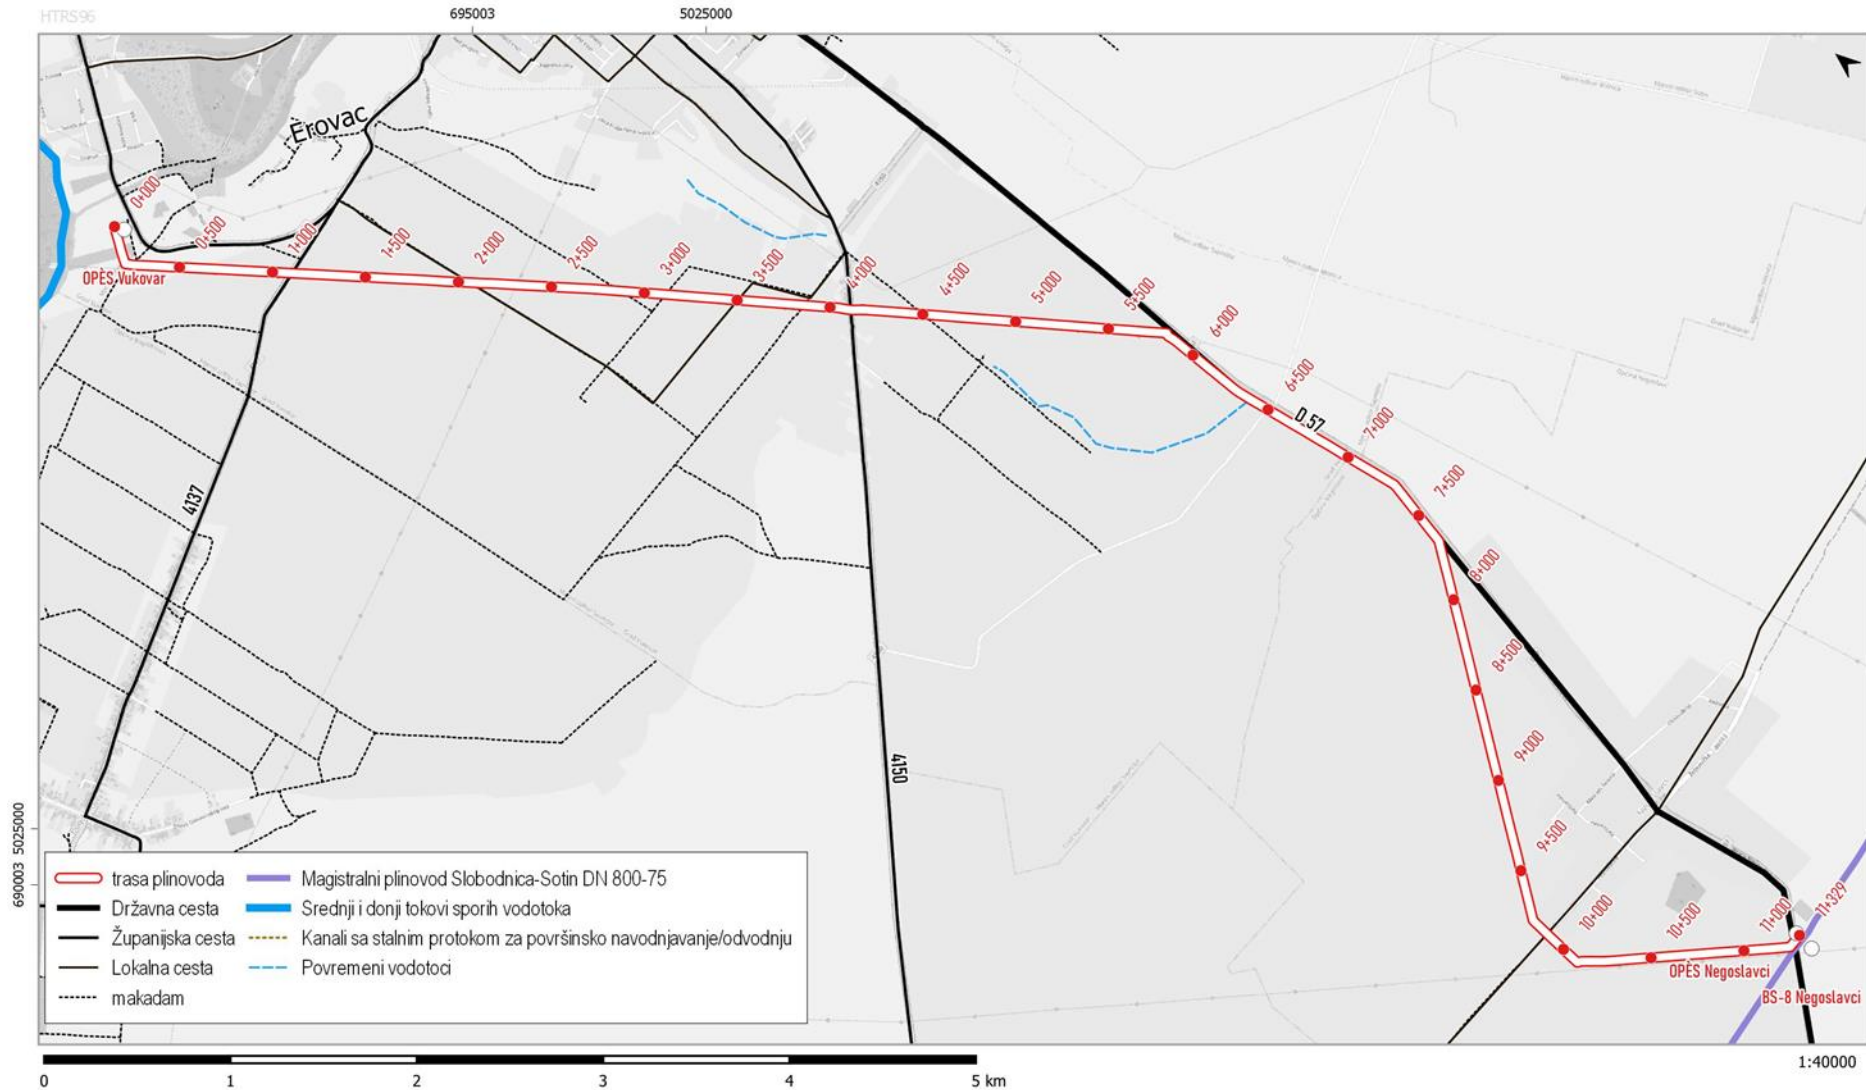 HTRS96
695003
5025000
Erovac
0+000
0+500
1+000
1+500
2+000
2+500
3+000
3+500
4+000
4+500
5+000
5+500
6+000
6+500
7+000
7+500
8+000
8+500
9+000
9+500
10+000
10+500
11+000
11+329
OPĆS Vukovar
D_57
4137
4150
OPĆS Negoslavci
BS-8 Negoslavci
5025000
690003
trasa plinovoda
Državna cesta
Županijska cesta
Lokalna cesta
makadam
Magistralni plinovod Slobodnica-Sotin DN 800-75
Srednji i donji tokovi sporih vodotoka
Kanali sa stalnim protokom za površinsko navodnjavanje/odvodnju
Povremeni vodotoci
0 1 2 3 4 5 km
1:40000